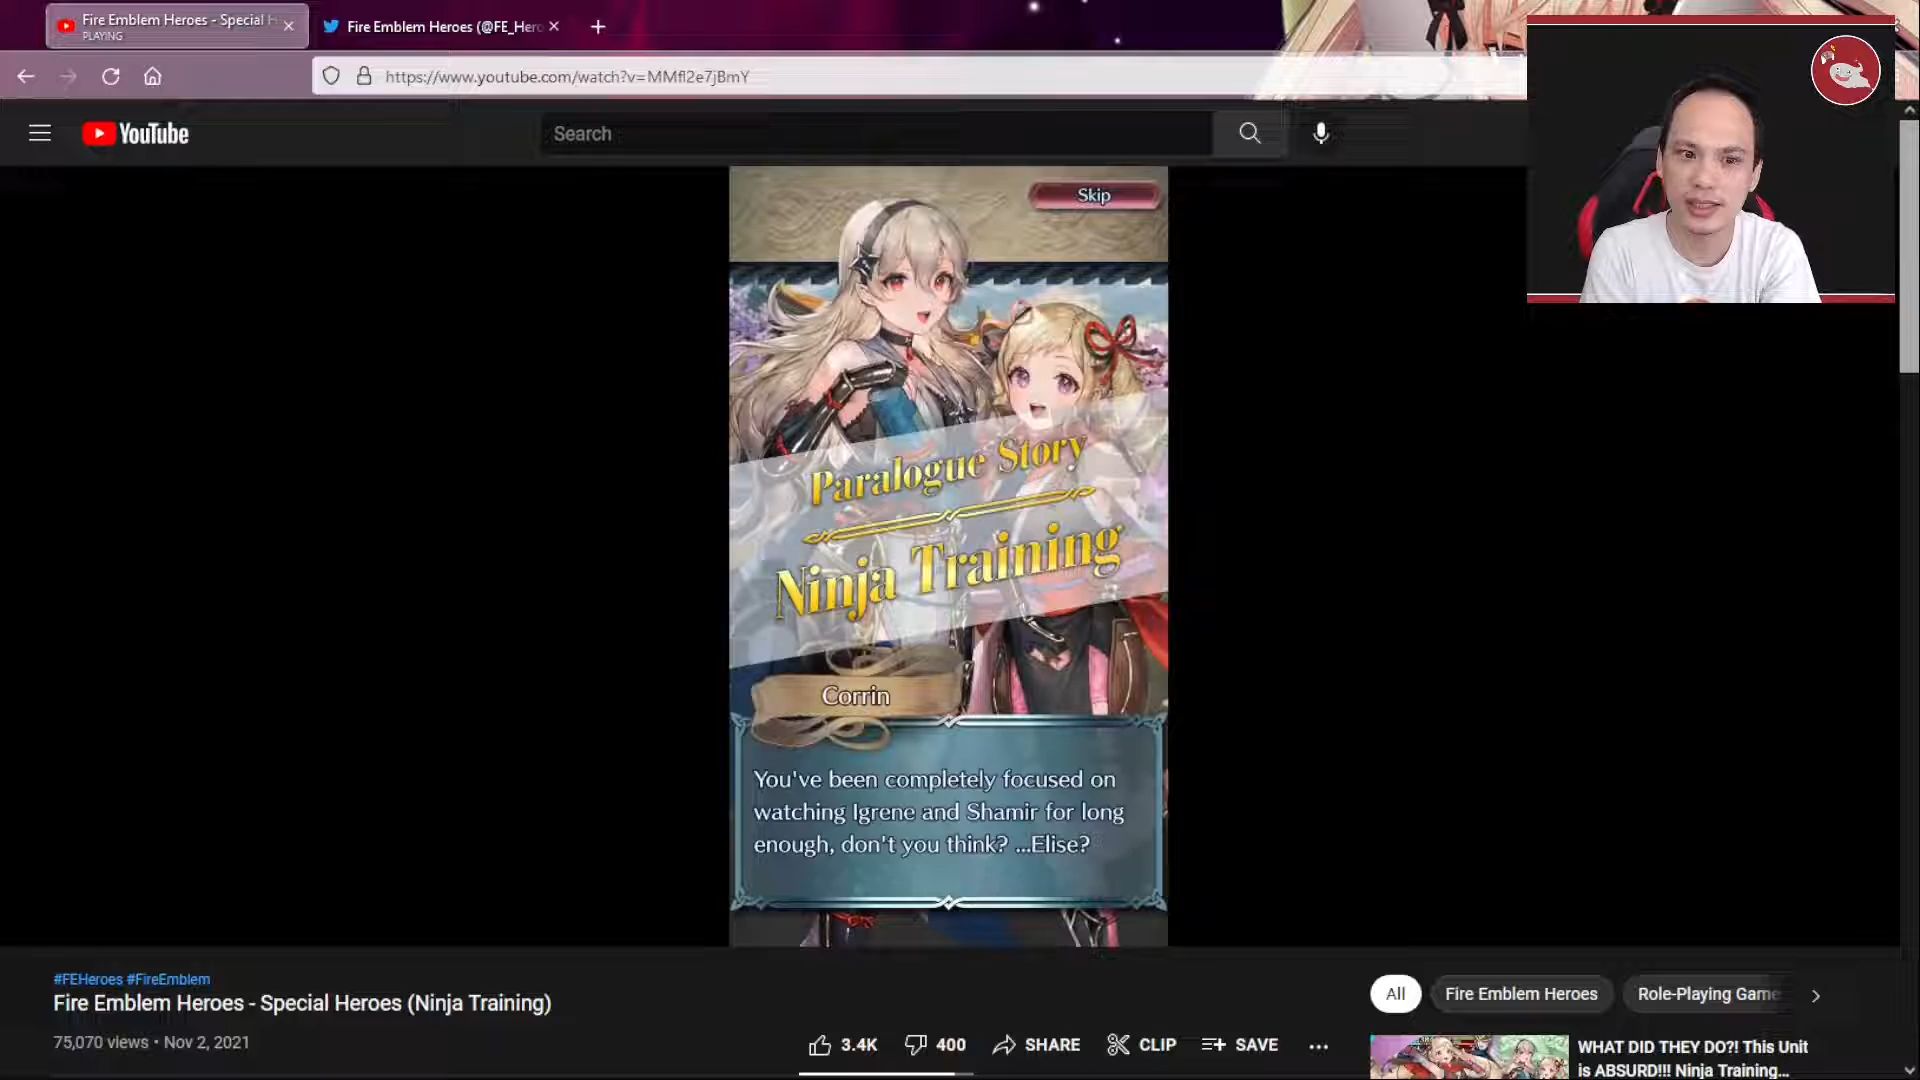 Fire Emblem Heroes - Special H
PLAYING
Fire Emblem Heroes (@FE_Hero
https://www.youtube.com/watch?v=MMfl2e7jBmY
YouTube
Search
Skip
Paralogue Story
Ninja Training
Corrin
You've been completely focused on
watching Igrene and Shamir for long
enough, don't you think? ...Elise?
#FEHeroes #FireEmblem
Fire Emblem Heroes - Special Heroes (Ninja Training)
75,070 views • Nov 2, 2021
3.4K
400
SHARE
CLIP
SAVE
All
Fire Emblem Heroes
Role-Playing Game
WHAT DID THEY DO?! This Unit
is ABSURD!!! Ninja Training...